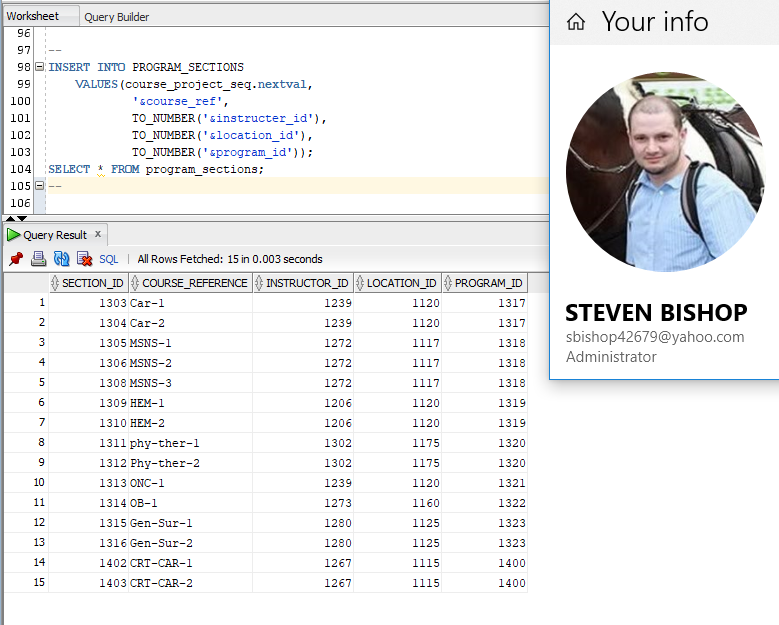 Worksheet Query Builder
96
97 --
98 INSERT INTO PROGRAM_SECTIONS
99 VALUES(course_project_seq.nextval,
100 '&course_ref',
101 TO_NUMBER('&instructer_id'),
102 TO_NUMBER('&location_id'),
103 TO_NUMBER('&program_id'));
104 SELECT * FROM program_sections;
105 --
106
Query Result x
SQL | All Rows Fetched: 15 in 0.003 seconds
SECTION_ID COURSE_REFERENCE INSTRUCTOR_ID LOCATION_ID PROGRAM_ID
1 1303 Car-1 1239 1120 1317
2 1304 Car-2 1239 1120 1317
3 1305 MSNS-1 1272 1117 1318
4 1306 MSNS-2 1272 1117 1318
5 1308 MSNS-3 1272 1117 1318
6 1309 HEM-1 1206 1120 1319
7 1310 HEM-2 1206 1120 1319
8 1311 phy-ther-1 1302 1175 1320
9 1312 Phy-ther-2 1302 1175 1320
10 1313 ONC-1 1239 1120 1321
11 1314 OB-1 1273 1160 1322
12 1315 Gen-Sur-1 1280 1125 1323
13 1316 Gen-Sur-2 1280 1125 1323
14 1402 CRT-CAR-1 1267 1115 1400
15 1403 CRT-CAR-2 1267 1115 1400
Your info
STEVEN BISHOP
sbishop42679@yahoo.com
Administrator